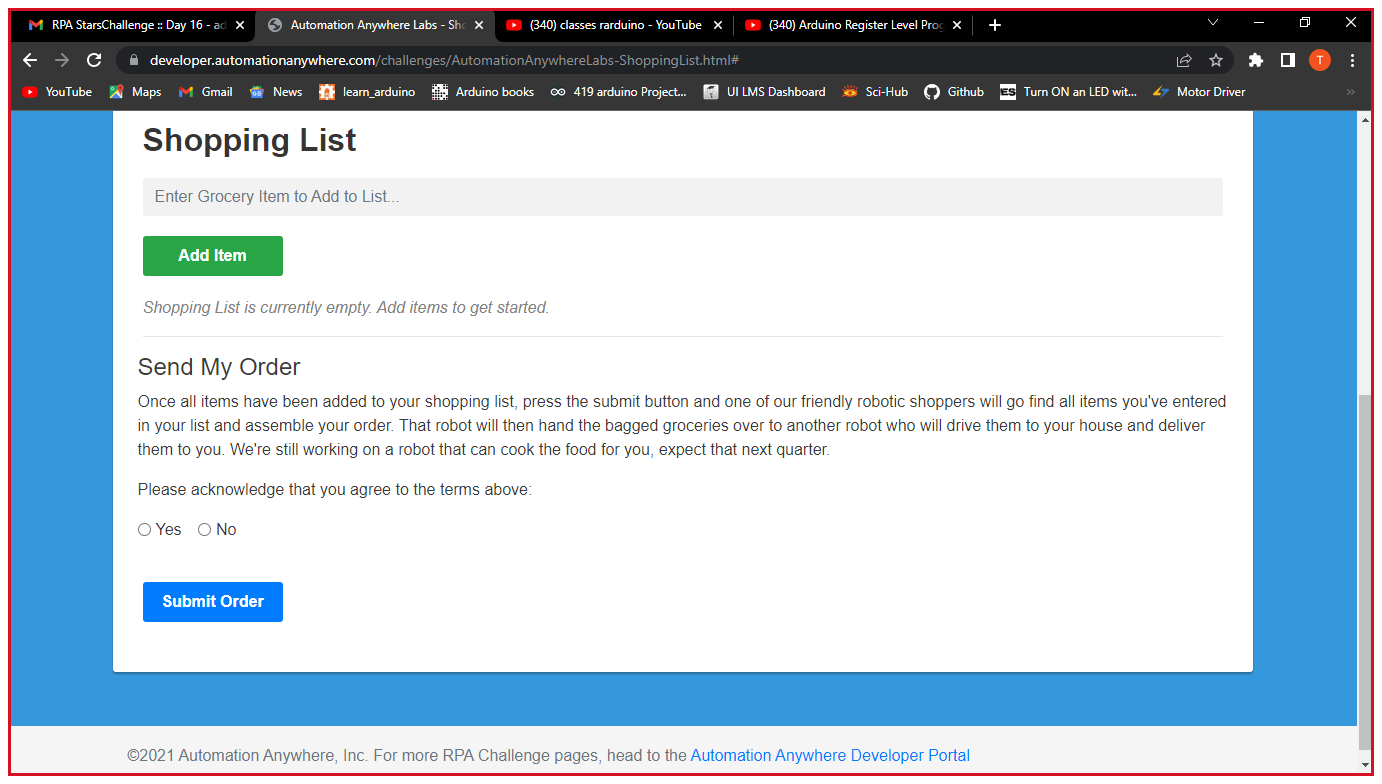 RPA StarsChallenge :: Day 16 - ad
Automation Anywhere Labs - Sho
(340) classes rarduino - YouTube
(340) Arduino Register Level Prog
developer.automationanywhere.com/challenges/AutomationAnywhereLabs-ShoppingList.html#
T
YouTube
Maps
Gmail
News
learn_arduino
Arduino books
419 arduino Project...
UI LMS Dashboard
Sci-Hub
Github
ES
Turn ON an LED wit...
Motor Driver
Shopping List
Enter Grocery Item to Add to List...
Add Item
Shopping List is currently empty. Add items to get started.
Send My Order
Once all items have been added to your shopping list, press the submit button and one of our friendly robotic shoppers will go find all items you've entered
in your list and assemble your order. That robot will then hand the bagged groceries over to another robot who will drive them to your house and deliver
them to you. We're still working on a robot that can cook the food for you, expect that next quarter.
Please acknowledge that you agree to the terms above:
Yes No
Submit Order
©2021 Automation Anywhere, Inc. For more RPA Challenge pages, head to the Automation Anywhere Developer Portal